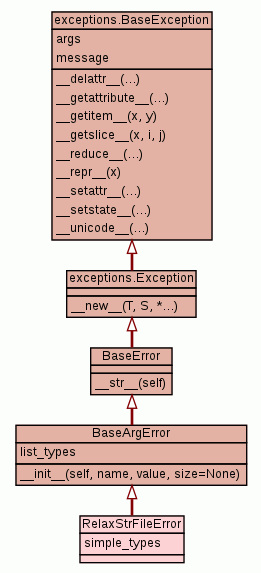 exceptions.BaseException
args
message
__delattr__(...)
__getattribute__(...)
__getitem__(x, y)
__getslice__(x, i, j)
__reduce__(...)
__repr__(x)
__setattr__(...)
__setstate__(...)
__unicode__(...)
exceptions.Exception
__new__(T, S, *...)
BaseError
__str__(self)
BaseArgError
list_types
__init__(self, name, value, size=None)
RelaxStrFileError
simple_types